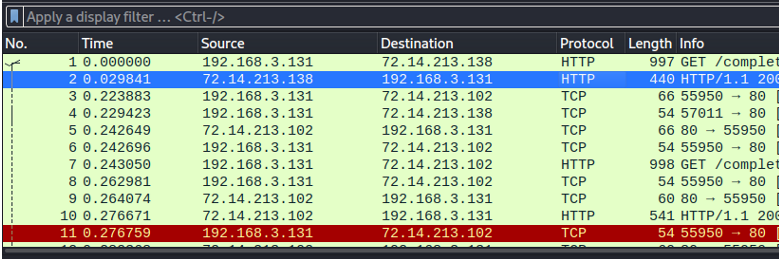 Apply a display filter ... <Ctrl-/>
No. Time Source Destination Protocol Length Info
1 0.000000 192.168.3.131 72.14.213.138 HTTP 997 GET /complet
2 0.029841 72.14.213.138 192.168.3.131 HTTP 440 HTTP/1.1 200
3 0.223883 192.168.3.131 72.14.213.102 TCP 66 55950 → 80 [
4 0.229423 192.168.3.131 72.14.213.138 TCP 54 57011 → 80 [
5 0.242649 72.14.213.102 192.168.3.131 TCP 66 80 → 55950 [
6 0.242696 192.168.3.131 72.14.213.102 TCP 54 55950 → 80 [
7 0.243050 192.168.3.131 72.14.213.102 HTTP 998 GET /complet
8 0.262981 192.168.3.131 72.14.213.102 TCP 54 55950 → 80 [
9 0.264074 72.14.213.102 192.168.3.131 TCP 60 80 → 55950 [
10 0.276671 72.14.213.102 192.168.3.131 HTTP 541 HTTP/1.1 200
11 0.276759 192.168.3.131 72.14.213.102 TCP 54 55950 → 80 [